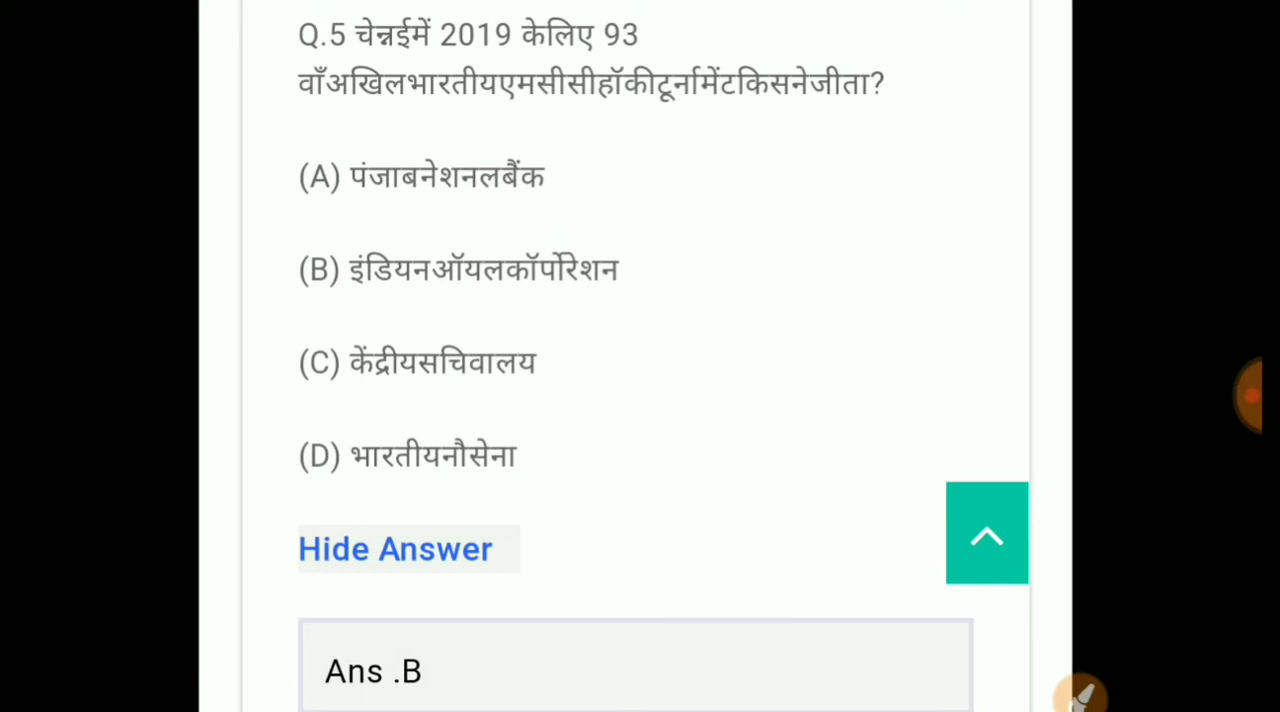 Q.5 चेन्नईमें 2019 केलिए 93
वाँअखिलभारतीयएमसीसीहॉकीटूर्नामेंटकिसनेजीता?
(A) पंजाबनेशनलबैंक
(B) इंडियनऑयलकॉर्पोरेशन
(C) केंद्रीयसचिवालय
(D) भारतीयनौसेना
Hide Answer
Ans .B